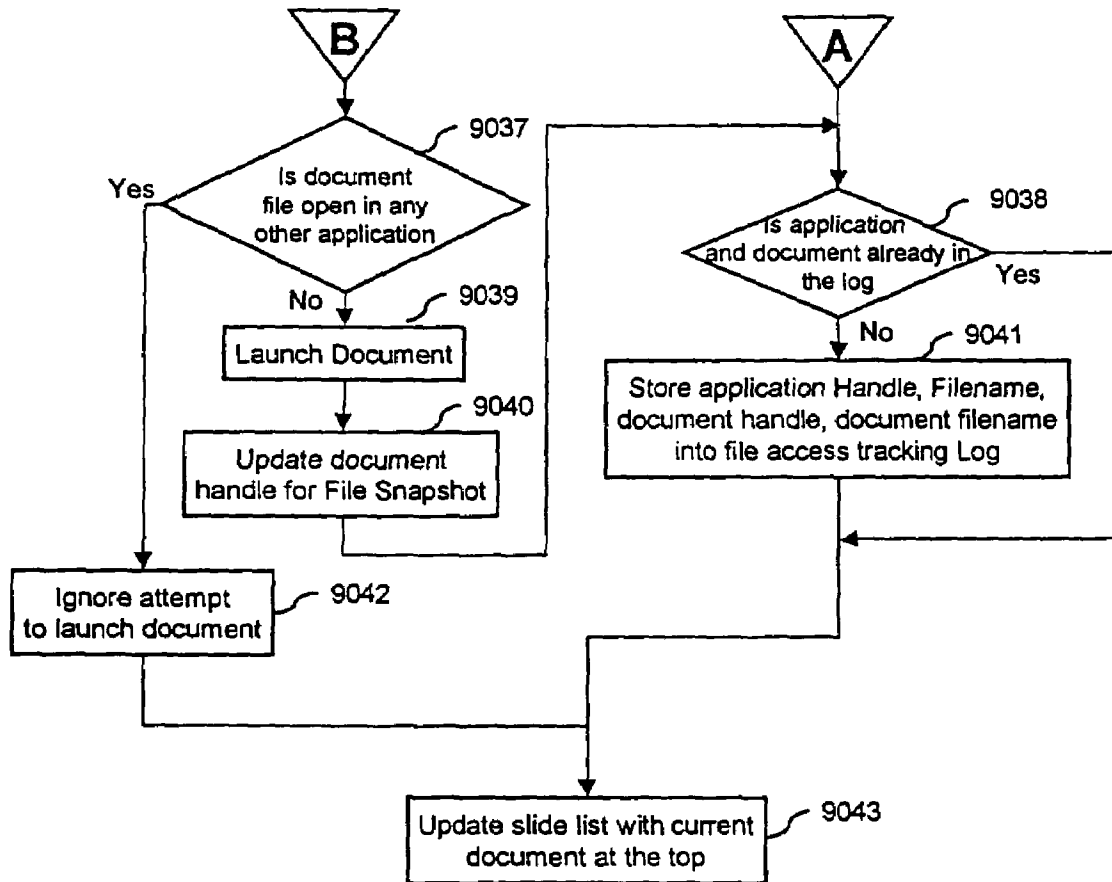 B
A
9037
Yes
Is document
file open in any
other application
9038
Is application
and document already in
the log
Yes
No
9039
Launch Document
No
9041
Store application Handle, Filename,
document handle, document filename
into file access tracking Log
9040
Update document
handle for File Snapshot
Ignore attempt
to launch document
9042
Update slide list with current
document at the top
9043